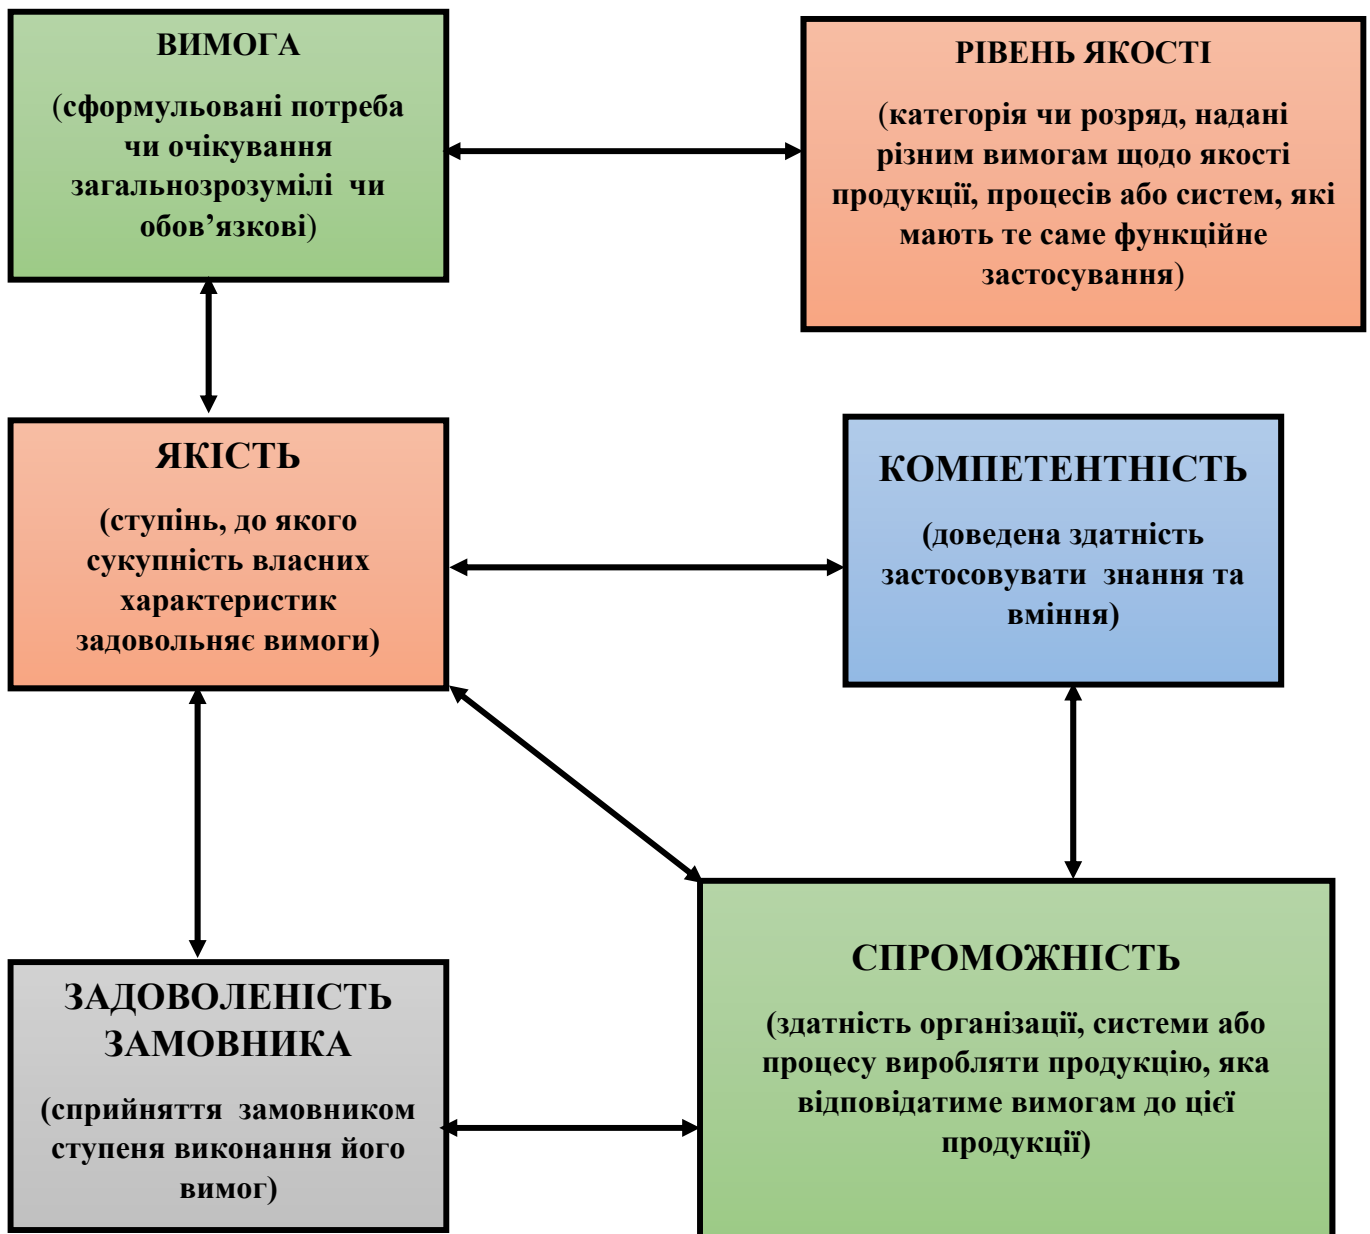 ВИМОГА
(сформульовані потреба
чи очікування
загальнозрозумілі чи
обов’язкові)
РІВЕНЬ ЯКОСТІ
(категорія чи розряд, надані
різним вимогам щодо якості
продукції, процесів або систем, які
мають те саме функційне
застосування)
ЯКІСТЬ
(ступінь, до якого
сукупність власних
характеристик
задовольняє вимоги)
КОМПЕТЕНТНІСТЬ
(доведена здатність
застосовувати знання та
вміння)
ЗАДОВОЛЕНІСТЬ
ЗАМОВНИКА
(сприйняття замовником
ступеня виконання його
вимог)
СПРОМОЖНІСТЬ
(здатність організації, системи або
процесу виробляти продукцію, яка
відповідатиме вимогам до цієї
продукції)